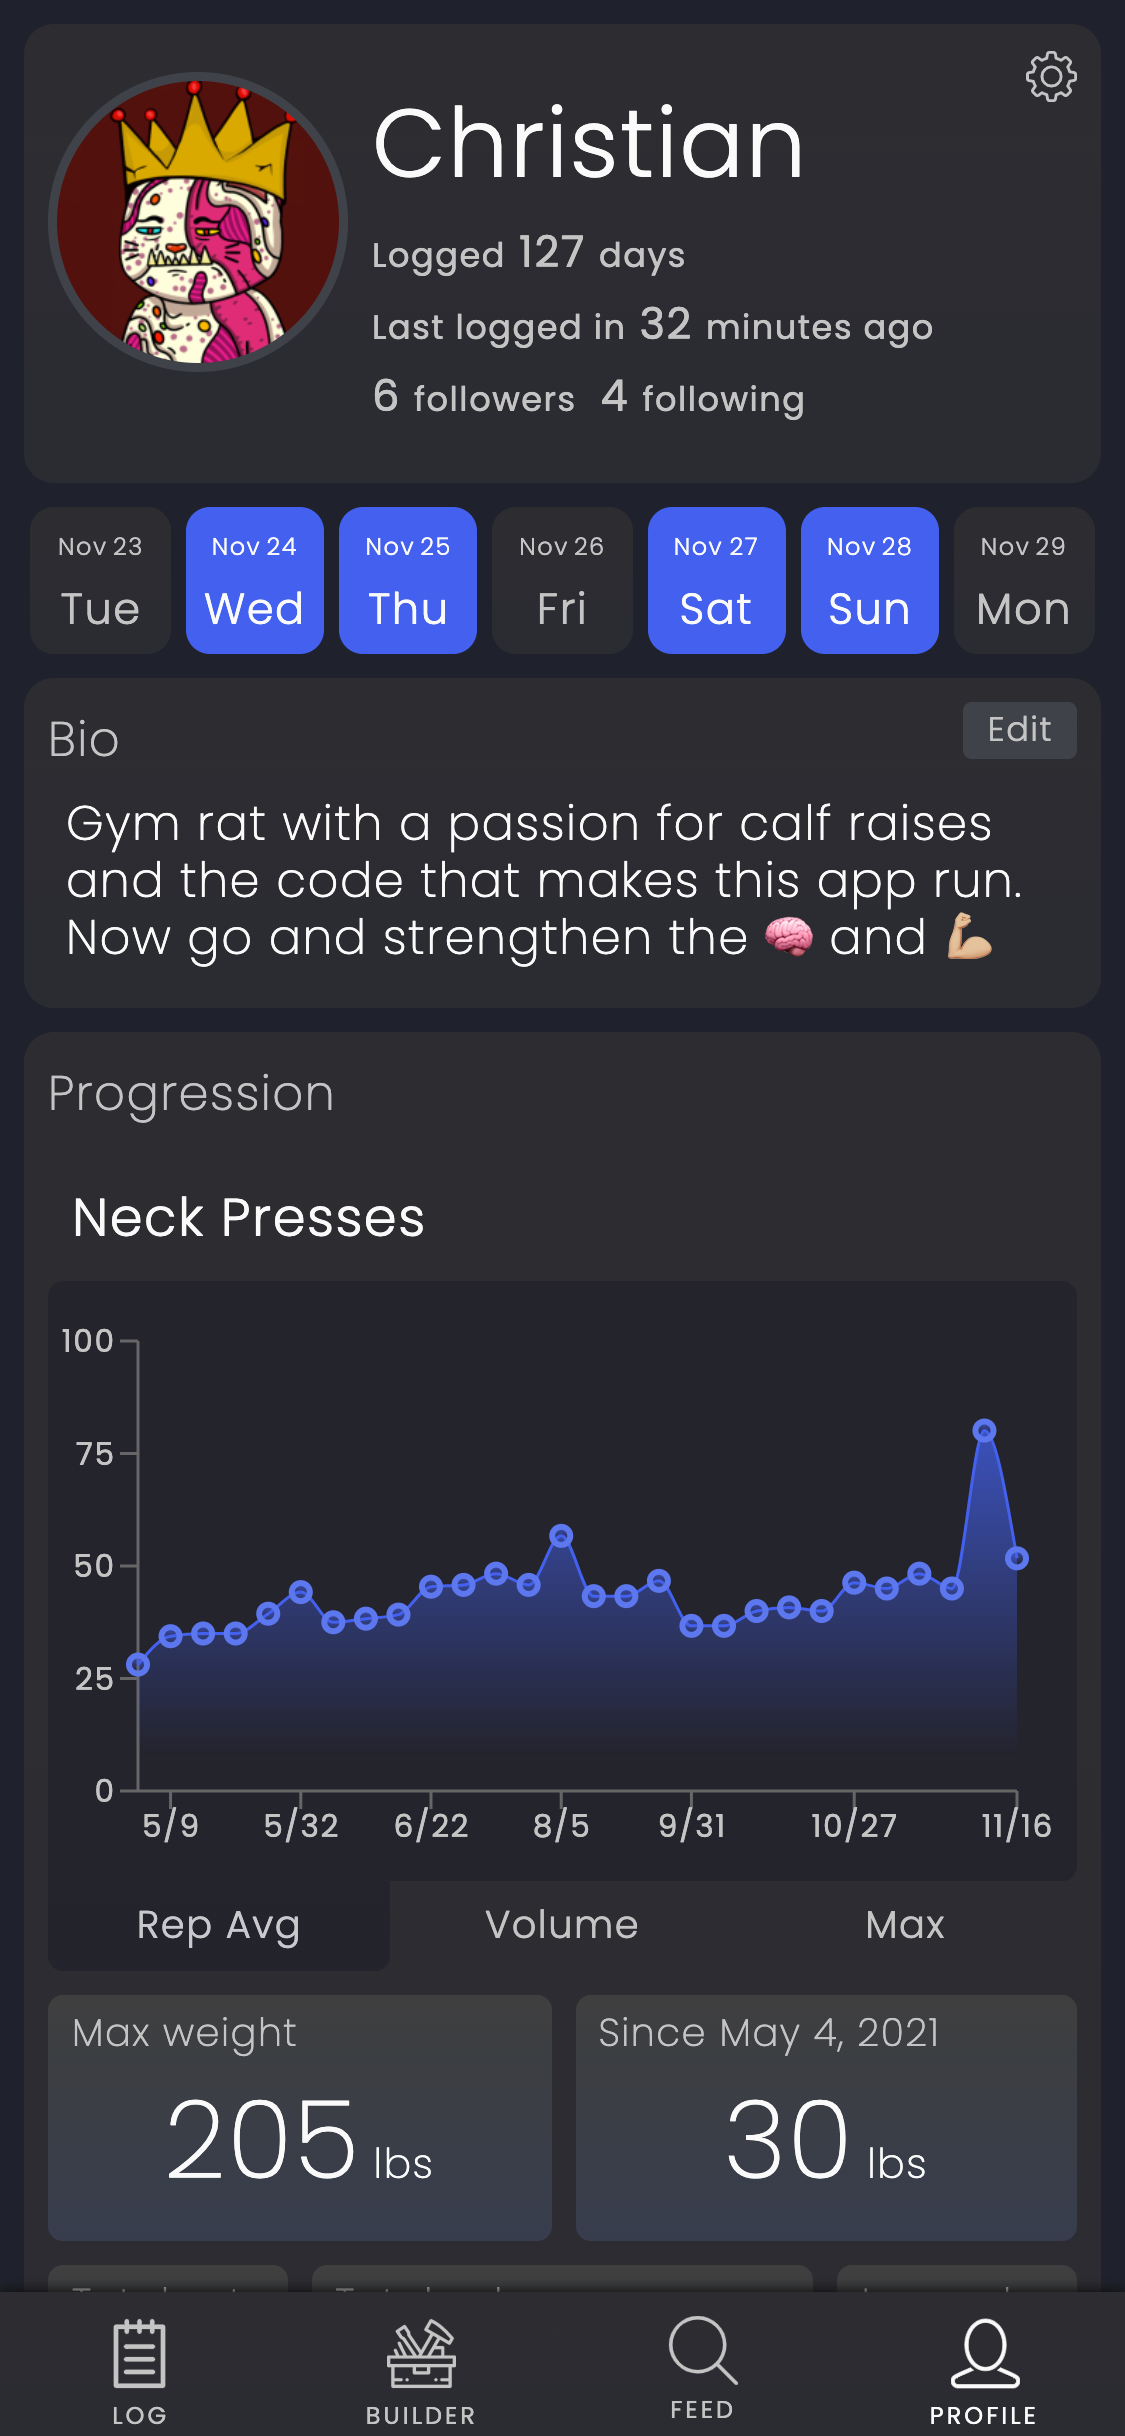 Christian
Logged 127 days
Last logged in 32 minutes ago
6 followers 4 following
Nov 23 Nov 24 Nov 25 Nov 26 Nov 27 Nov 28 Nov 29
Tue Wed Thu Fri Sat Sun Mon
Bio
Edit
Gym rat with a passion for calf raises
and the code that makes this app run.
Now go and strengthen the 🧠 and 💪🏼
Progression
Neck Presses
100
75
50
25
0
5/9 5/32 6/22 8/5 9/31 10/27 11/16
Rep Avg Volume Max
Max weight
205 lbs
Since May 4, 2021
30 lbs
LOG BUILDER FEED PROFILE